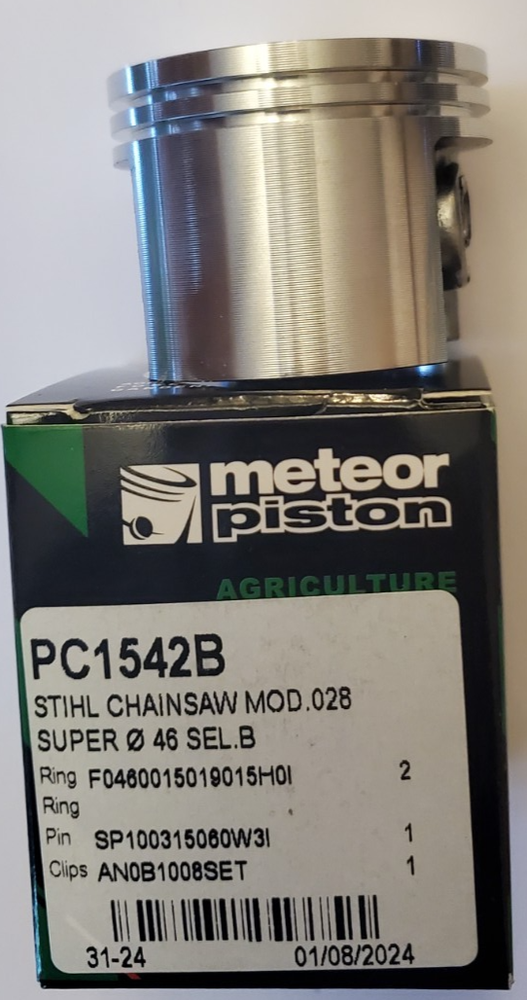 meteor
piston
AGRICULTURE
PC1542B
STIHL CHAINSAW MOD.028
SUPER Ø 46 SEL.B
Ring F0460015019015H0I 2
Ring
Pin SP100315060W3I 1
Clips AN0B1008SET 1
31-24 01/08/2024